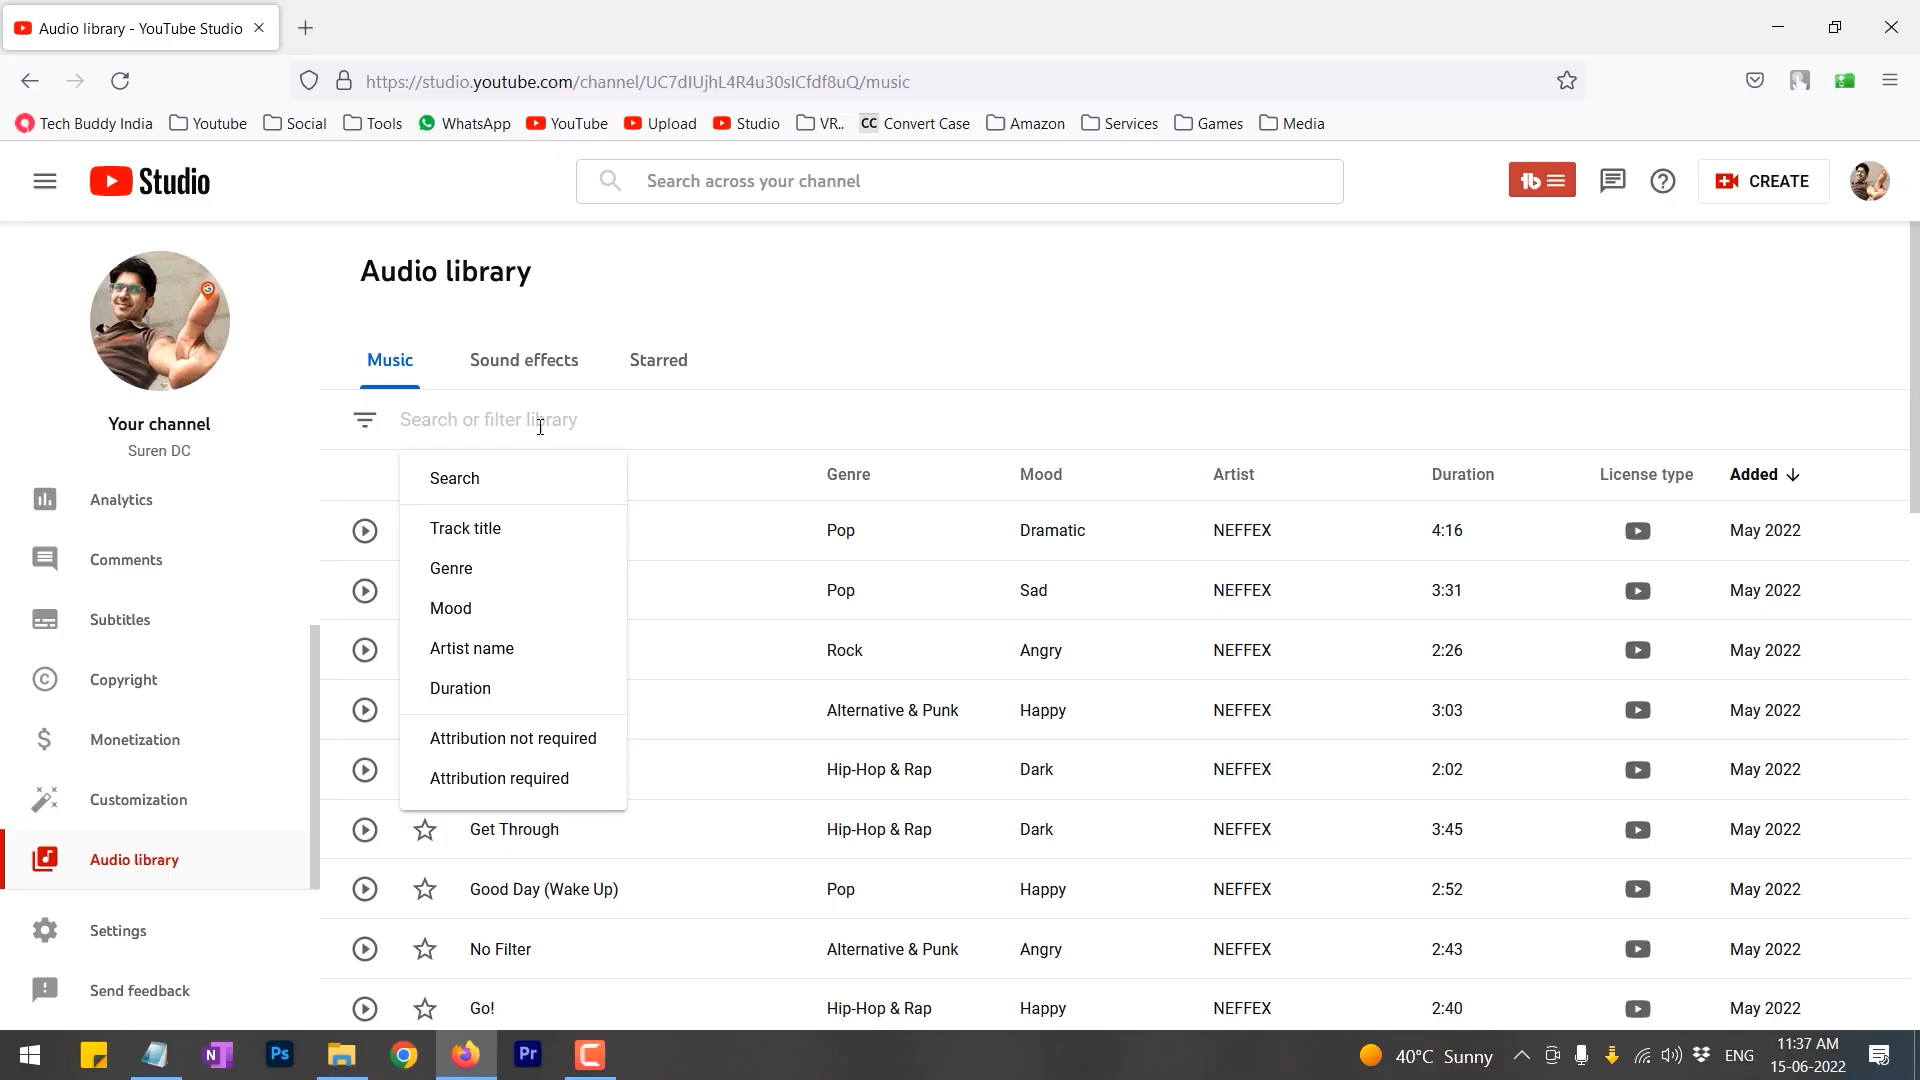 Audio library - YouTube Studio
https://studio.youtube.com/channel/UC7dIUjhL4R4u30sICfdf8uQ/music
Tech Buddy India Youtube Social Tools WhatsApp YouTube Upload Studio VR.. CC Convert Case Amazon Services Games Media
Studio
Search across your channel
tb
CREATE
Audio library
Music Sound effects Starred
Search or filter library
Your channel
Suren DC
Analytics
Comments
Subtitles
Copyright
Monetization
Customization
Audio library
Settings
Send feedback
Search
Track title
Genre
Mood
Artist name
Duration
Attribution not required
Attribution required
Genre Mood Artist Duration License type Added
Pop Dramatic NEFFEX 4:16 May 2022
Pop Sad NEFFEX 3:31 May 2022
Rock Angry NEFFEX 2:26 May 2022
Alternative & Punk Happy NEFFEX 3:03 May 2022
Hip-Hop & Rap Dark NEFFEX 2:02 May 2022
Get Through Hip-Hop & Rap Dark NEFFEX 3:45 May 2022
Good Day (Wake Up) Pop Happy NEFFEX 2:52 May 2022
No Filter Alternative & Punk Angry NEFFEX 2:43 May 2022
Go! Hip-Hop & Rap Happy NEFFEX 2:40 May 2022
N Ps Pr C
40°C Sunny
ENG
11:37 AM
15-06-2022